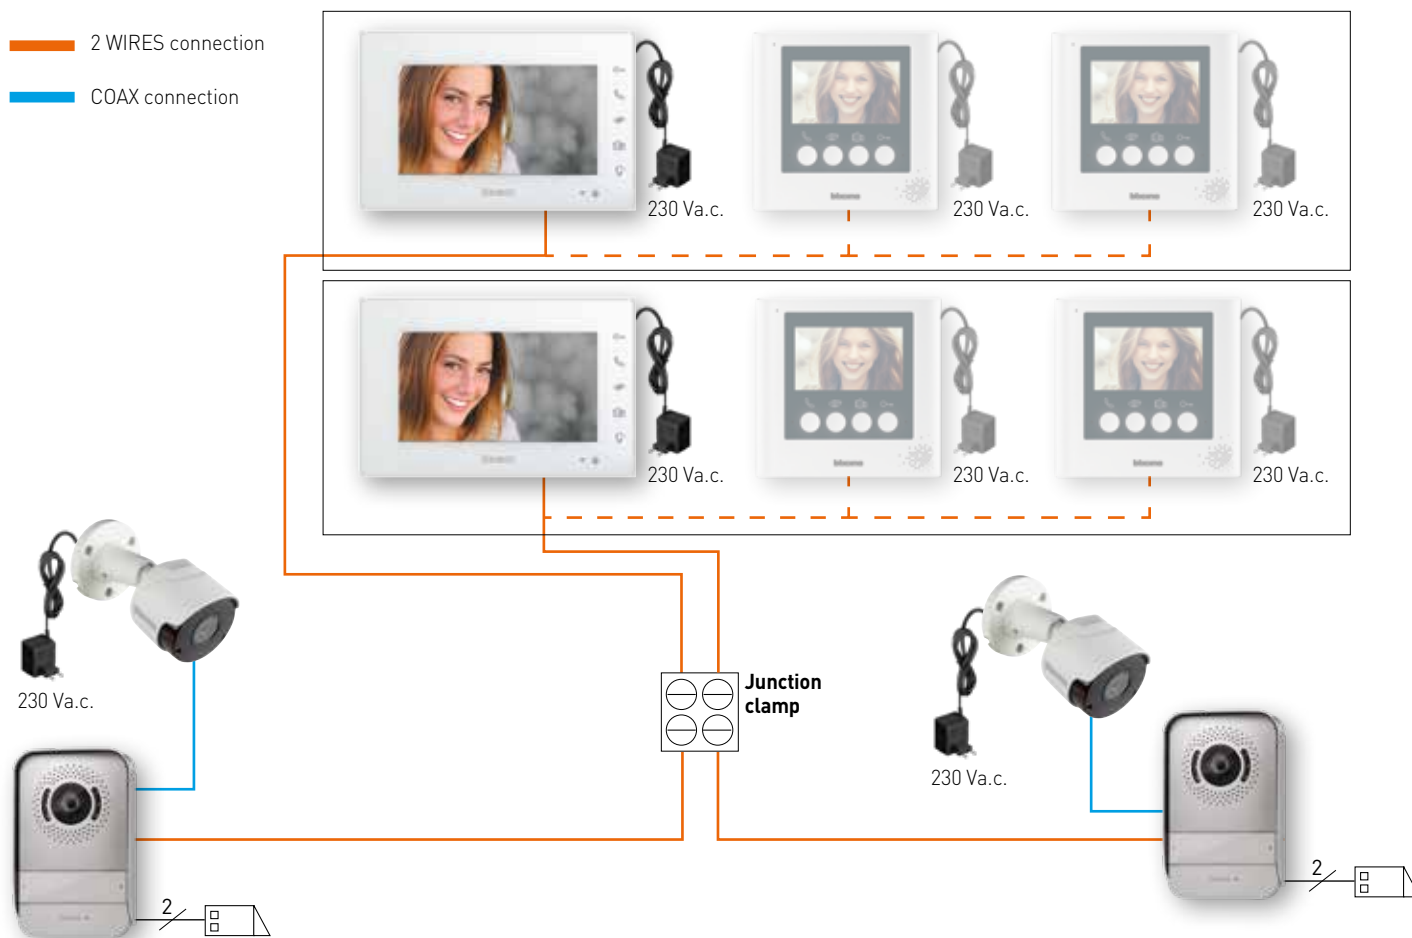 2 WIRES connection
COAX connection
230 Va.c.
230 Va.c.
230 Va.c.
230 Va.c.
230 Va.c.
230 Va.c.
230 Va.c.
Junction
clamp
230 Va.c.
2
2